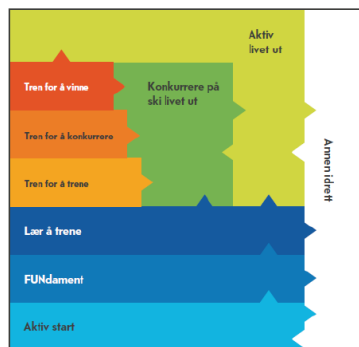 Aktiv
livet ut
Tren for å vinne
Konkurrere på
ski livet ut
Tren for å konkurrere
Tren for å trene
Annen idrett
Lær å trene
FUNdament
Aktiv start